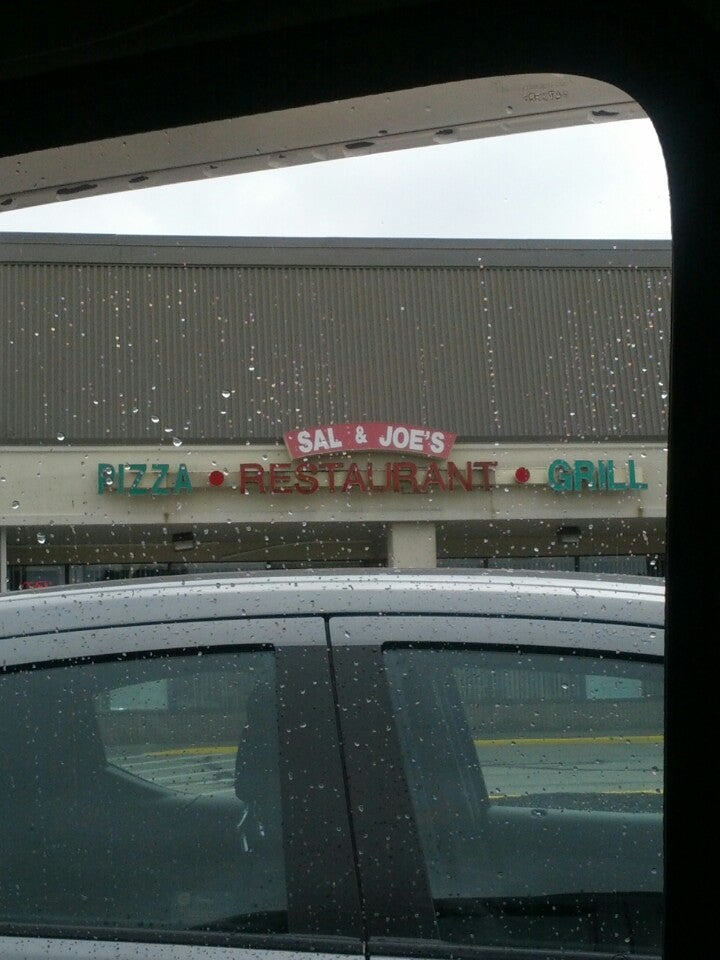 SAL & JOE'S
PIZZA • RESTAURANT • GRILL